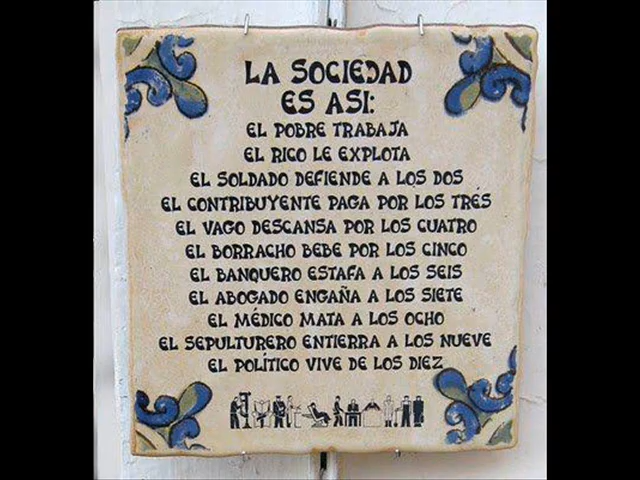 LA SOCIEDAD
ES ASI:
EL POBRE TRABAJA
EL RICO LE EXPLOTA
EL SOLDADO DEFIENDE A LOS DOS
EL CONTRIBUYENTE PAGA POR LOS TRÉS
EL VAGO DESCANSA POR LOS CUATRO
EL BORRACHO BEBE POR LOS CINCO
EL BANQUERO ESTAFA A LOS SEIS
EL ABOGADO ENGAÑA A LOS SIETE
EL MÉDICO MATA A LOS OCHO
EL SEPULTURERO ENTIERRA A LOS NUEVE
EL POLÍTICO VIVE DE LOS DIEZ